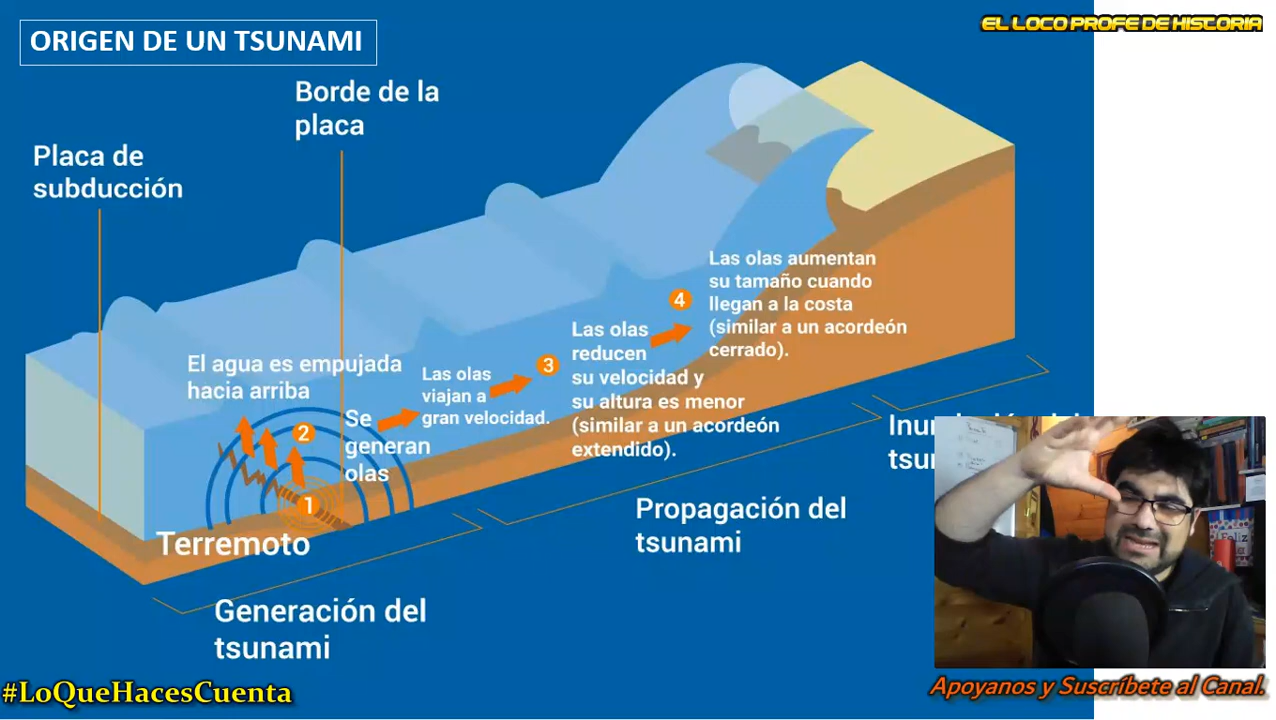 ORIGEN DE UN TSUNAMI
EL LOCO PROFE DE HISTORIA
Borde de la
placa
Placa de
subducción
El agua es empujada
hacia arriba
2
1
Terremoto
Se
generan
olas
Las olas
viajan a
gran velocidad.
3
Las olas
reducen
su velocidad y
su altura es menor
(similar a un acordeón
extendido).
4
Las olas aumentan
su tamaño cuando
llegan a la costa
(similar a un acordeón
cerrado).
Generación del
tsunami
Propagación del
tsunami
#LoQueHacesCuenta
Apoyanos y Suscríbete al Canal.